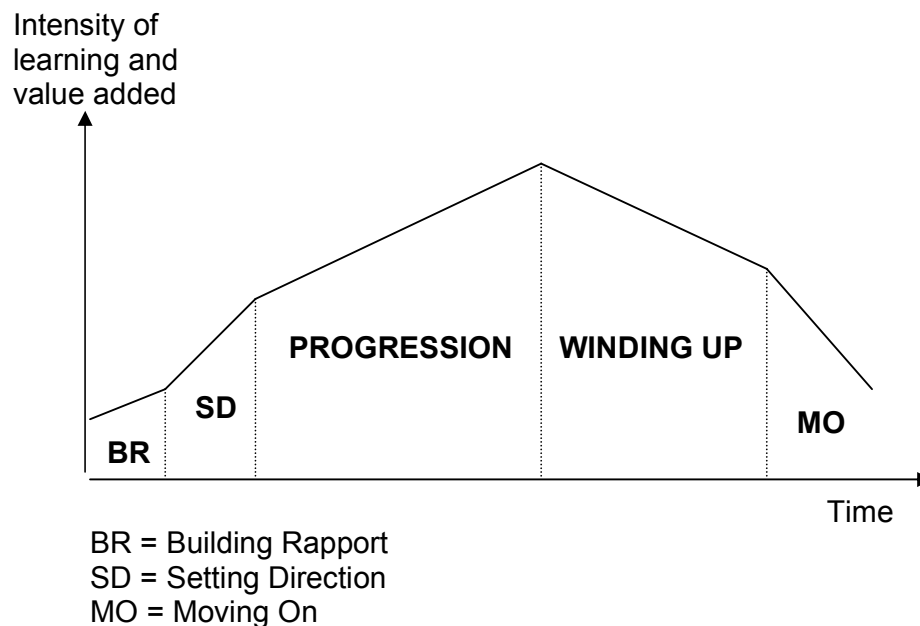 Intensity of
learning and
value added
PROGRESSION
WINDING UP
SD
MO
BR
Time
BR = Building Rapport
SD = Setting Direction
MO = Moving On